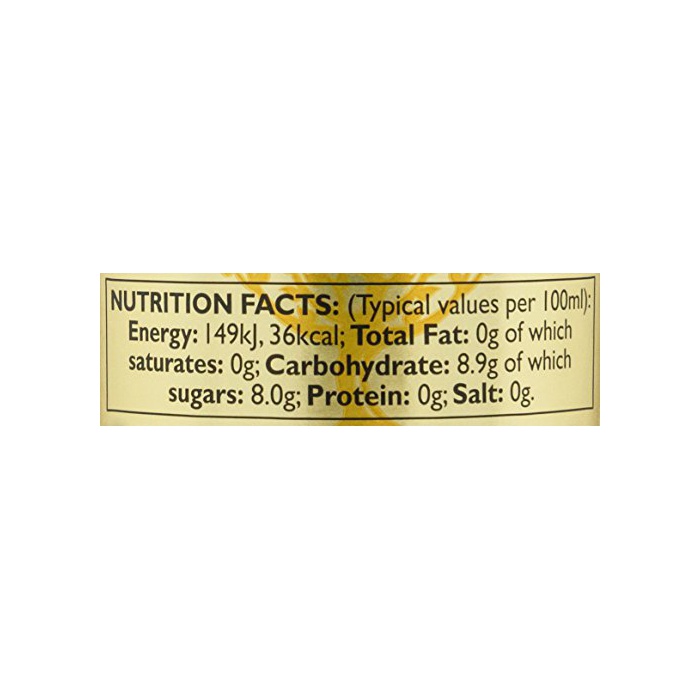 NUTRITION FACTS: (Typical values per 100ml):
Energy: 149kJ, 36kcal; Total Fat: 0g of which
saturates: 0g; Carbohydrate: 8.9g of which
sugars: 8.0g; Protein: 0g; Salt: 0g.